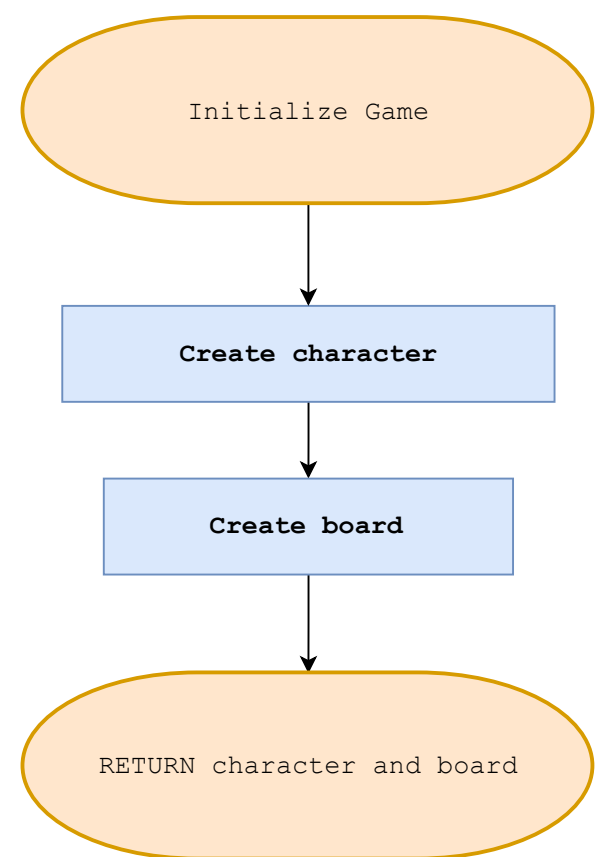 Initialize Game
Create character
Create board
RETURN character and board